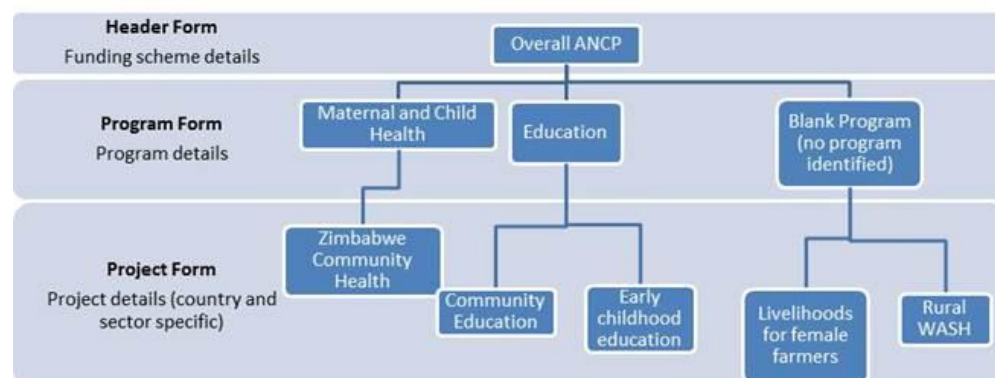 Header Form
Funding scheme details
Overall ANCP
Program Form
Program details
Maternal and Child
Health
Education
Blank Program
(no program
identified)
Project Form
Project details (country and
sector specific)
Zimbabwe
Community
Health
Community
Education
Early
childhood
education
Livelihoods
for female
farmers
Rural
WASH